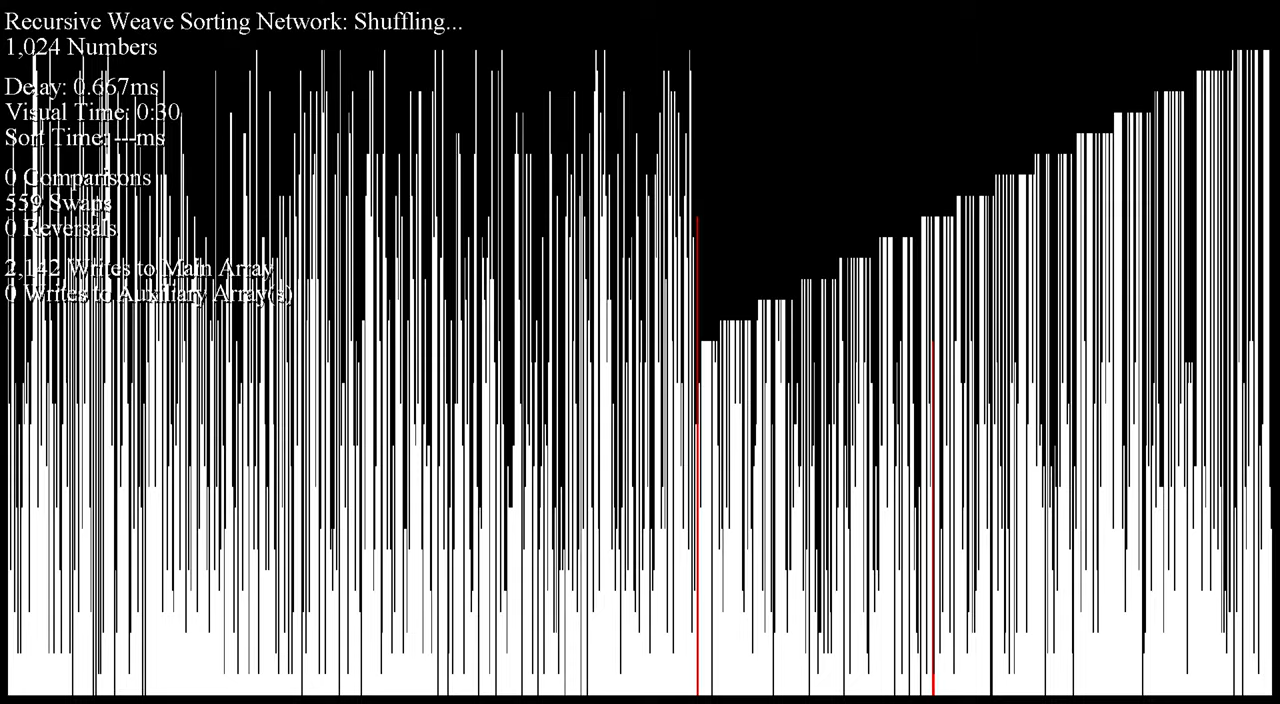 Recursive Weave Sorting Network: Shuffling...
1,024 Numbers
Delay: 0.667ms
Visual Time: 0:30
Sort Time: ---ms
0 Comparisons
559 Swaps
0 Reversals
2,142 Writes to Main Array
0 Writes to Auxiliary Array(s)